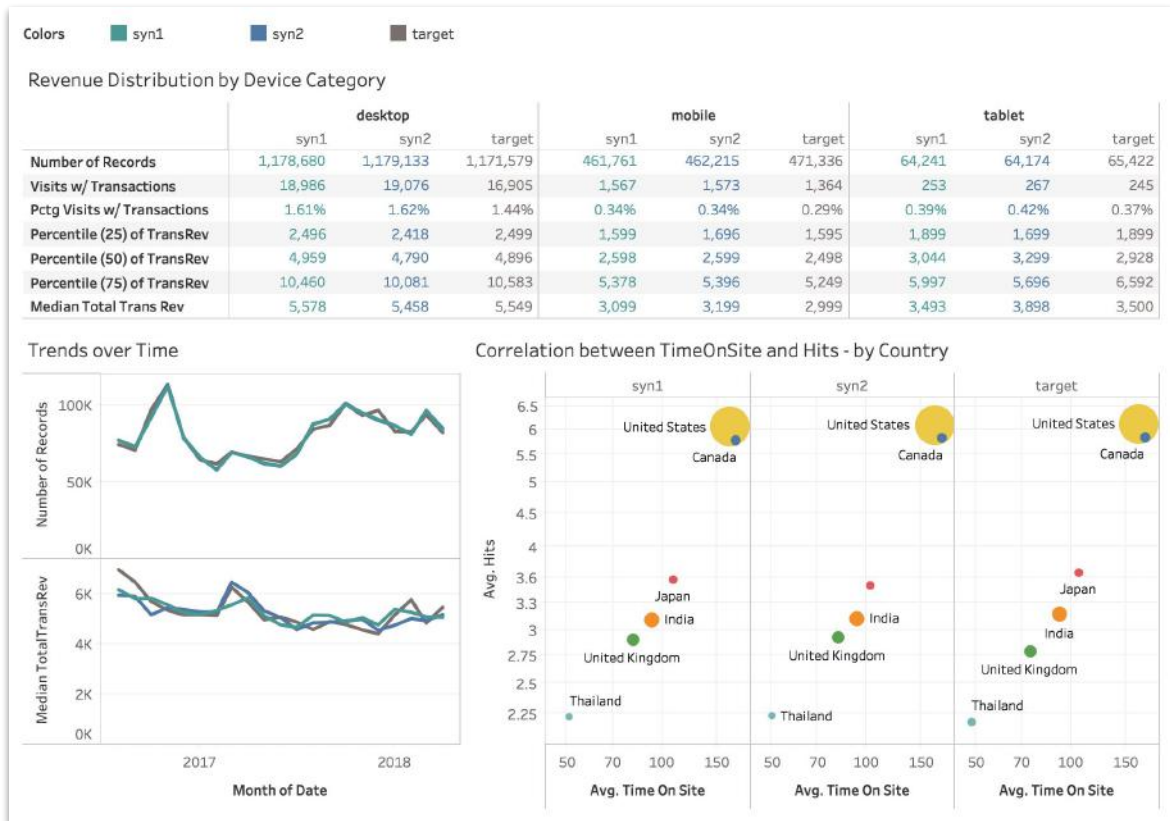 Colors syn1 syn2 target
Revenue Distribution by Device Category
desktop mobile tablet
syn1 syn2 target syn1 syn2 target syn1 syn2 target
Number of Records 1,178,680 1,179,133 1,171,579 461,761 462,215 471,336 64,241 64,174 65,422
Visits w/ Transactions 18,986 19,076 16,905 1,567 1,573 1,364 253 267 245
Pctg Visits w/ Transactions 1.61% 1.62% 1.44% 0.34% 0.34% 0.29% 0.39% 0.42% 0.37%
Percentile (25) of TransRev 2,496 2,418 2,499 1,599 1,696 1,595 1,899 1,699 1,899
Percentile (50) of TransRev 4,959 4,790 4,896 2,598 2,599 2,498 3,044 3,299 2,928
Percentile (75) of TransRev 10,460 10,081 10,583 5,378 5,396 5,249 5,997 5,696 6,592
Median Total Trans Rev 5,578 5,458 5,549 3,099 3,199 2,999 3,493 3,898 3,500
Trends over Time
Number of Records
100K
50K
0K
Median TotalTransRev
6K
4K
2K
0K
2017 2018
Month of Date
Correlation between TimeOnSite and Hits - by Country
syn1 syn2 target
Avg. Hits
6.5
6
5.5
5
4.5
4
3.6
3.3
3
2.75
2.5
2.25
United States
Canada
Japan
India
United Kingdom
Thailand
United States
Canada
India
United Kingdom
Thailand
United States
Canada
Japan
India
United Kingdom
Thailand
50 70 100 150 50 70 100 150 50 70 100 150
Avg. Time On Site Avg. Time On Site Avg. Time On Site